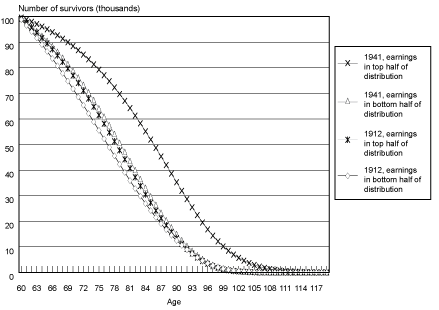 Number of survivors (thousands)
100
90
80
70
60
50
40
30
20
10
0
60 63 66 69 72 75 78 81 84 87 90 93 96 99 102 105 108 111 114 117
Age
1941, earnings
in top half of
distribution
1941, earnings
in bottom half of
distribution
1912, earnings
in top half of
distribution
1912, earnings
in bottom half of
distribution